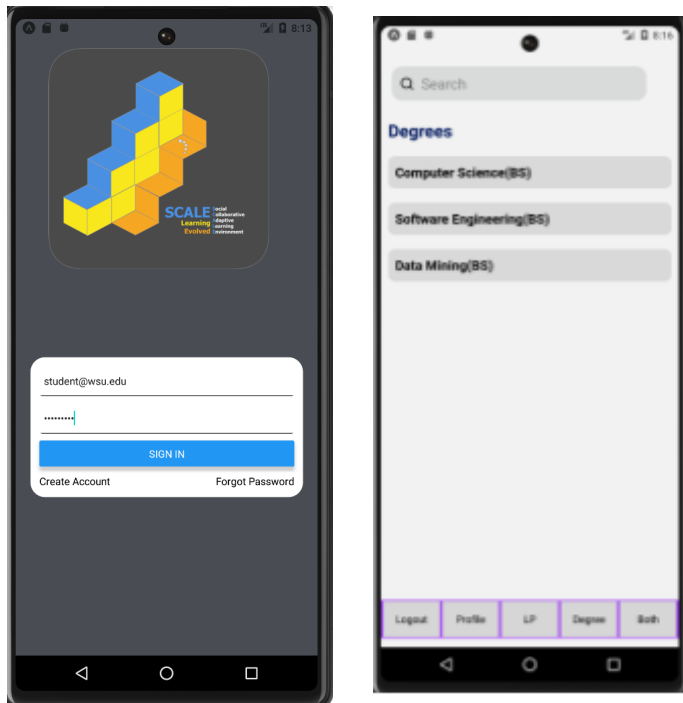 8:13
SCALE Social
Collaborative
Learning Adaptive
Learning
Evolved Environment
student@wsu.edu
•••••••••
SIGN IN
Create Account Forgot Password
8:16
Search
Degrees
Computer Science(BS)
Software Engineering(BS)
Data Mining(BS)
Logout Profile LP Degree Both